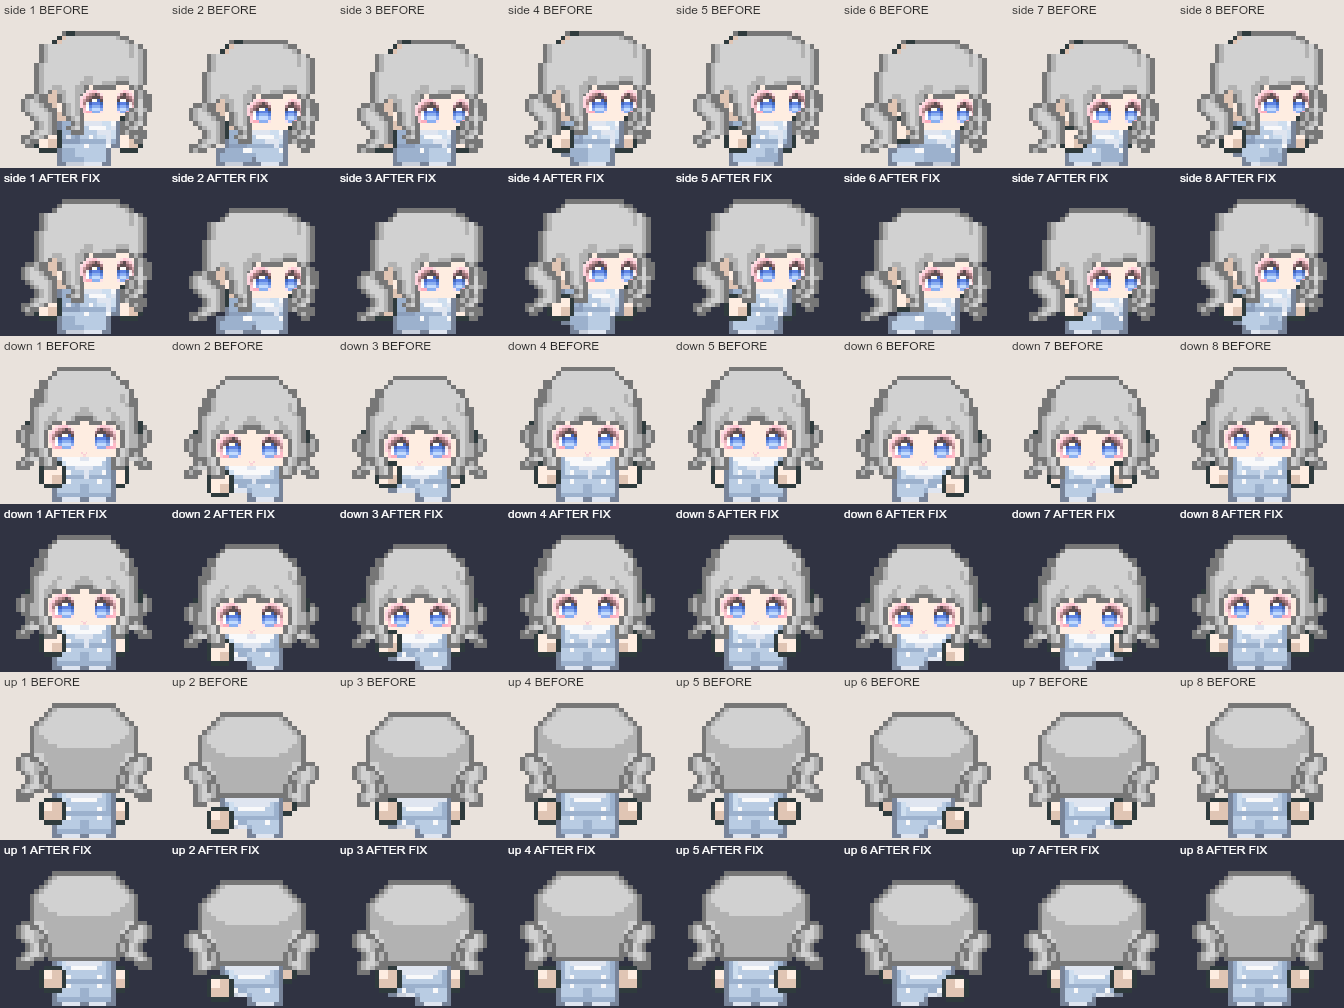 side 1 BEFORE side 2 BEFORE side 3 BEFORE side 4 BEFORE side 5 BEFORE side 6 BEFORE side 7 BEFORE side 8 BEFORE
side 1 AFTER FIX side 2 AFTER FIX side 3 AFTER FIX side 4 AFTER FIX side 5 AFTER FIX side 6 AFTER FIX side 7 AFTER FIX side 8 AFTER FIX
down 1 BEFORE down 2 BEFORE down 3 BEFORE down 4 BEFORE down 5 BEFORE down 6 BEFORE down 7 BEFORE down 8 BEFORE
down 1 AFTER FIX down 2 AFTER FIX down 3 AFTER FIX down 4 AFTER FIX down 5 AFTER FIX down 6 AFTER FIX down 7 AFTER FIX down 8 AFTER FIX
up 1 BEFORE up 2 BEFORE up 3 BEFORE up 4 BEFORE up 5 BEFORE up 6 BEFORE up 7 BEFORE up 8 BEFORE
up 1 AFTER FIX up 2 AFTER FIX up 3 AFTER FIX up 4 AFTER FIX up 5 AFTER FIX up 6 AFTER FIX up 7 AFTER FIX up 8 AFTER FIX